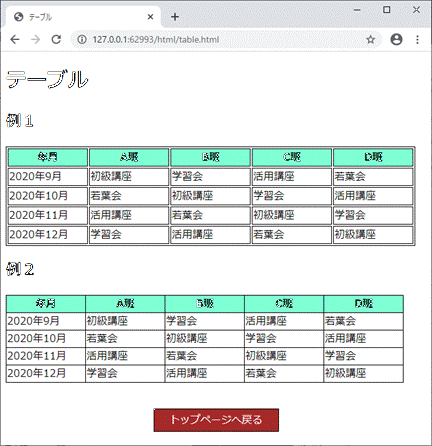 テーブル
127.0.0.1:62993/html/table.html
テーブル
例１
年月 A班 B班 C班 D班
2020年9月 初級講座 学習会 活用講座 若葉会
2020年10月 若葉会 初級講座 学習会 活用講座
2020年11月 活用講座 若葉会 初級講座 学習会
2020年12月 学習会 活用講座 若葉会 初級講座
例２
年月 A班 B班 C班 D班
2020年9月 初級講座 学習会 活用講座 若葉会
2020年10月 若葉会 初級講座 学習会 活用講座
2020年11月 活用講座 若葉会 初級講座 学習会
2020年12月 学習会 活用講座 若葉会 初級講座
トップページへ戻る